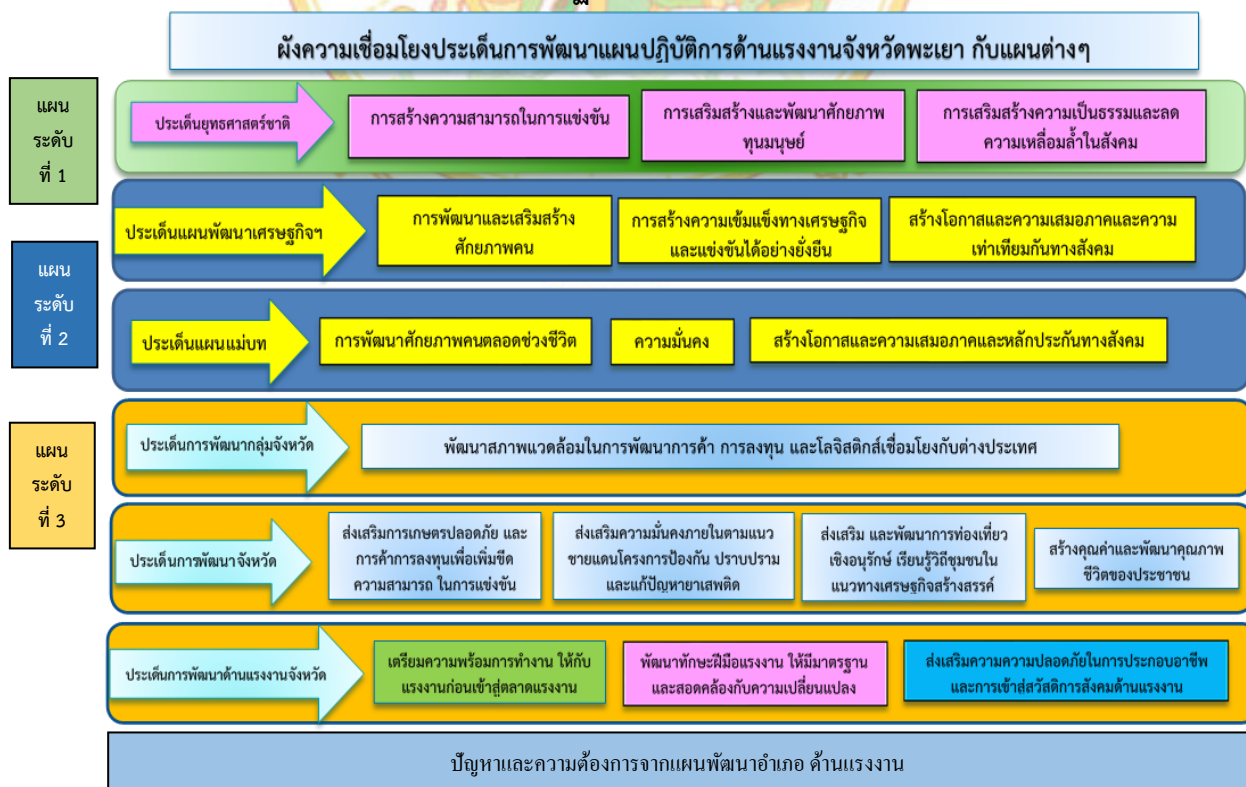 ผังความเชื่อมโยงประเด็นการพัฒนาแผนปฏิบัติการด้านแรงงานจังหวัดพะเยา กับแผนต่างๆ
แผน
ระดับ
ที่ 1
ประเด็นยุทธศาสตร์ชาติ
การสร้างความสามารถในการแข่งขัน
การเสริมสร้างและพัฒนาศักยภาพ
ทุนมนุษย์
การเสริมสร้างความเป็นธรรมและลด
ความเหลื่อมล้ำในสังคม
แผน
ระดับ
ที่ 2
ประเด็นแผนพัฒนาเศรษฐกิจฯ
การพัฒนาและเสริมสร้าง
ศักยภาพคน
การสร้างความเข้มแข็งทางเศรษฐกิจ
และแข่งขันได้อย่างยั่งยืน
สร้างโอกาสและความเสมอภาคและความ
เท่าเทียมกันทางสังคม
ประเด็นแผนแม่บท
การพัฒนาศักยภาพคนตลอดช่วงชีวิต
ความมั่นคง
สร้างโอกาสและความเสมอภาคและหลักประกันทางสังคม
แผน
ระดับ
ที่ 3
ประเด็นการพัฒนากลุ่มจังหวัด
พัฒนาสภาพแวดล้อมในการพัฒนาการค้า การลงทุน และโลจิสติกส์เชื่อมโยงกับต่างประเทศ
ประเด็นการพัฒนาจังหวัด
ส่งเสริมการเกษตรปลอดภัย และ
การค้าการลงทุนเพื่อเพิ่มขีด
ความสามารถ ในการแข่งขัน
ส่งเสริมความมั่นคงภายในตามแนว
ชายแดนโครงการป้องกัน ปราบปราม
และแก้ปัญหายาเสพติด
ส่งเสริม และพัฒนาการท่องเที่ยว
เชิงอนุรักษ์ เรียนรู้วิถีชุมชนใน
แนวทางเศรษฐกิจสร้างสรรค์
สร้างคุณค่าและพัฒนาคุณภาพ
ชีวิตของประชาชน
ประเด็นการพัฒนาด้านแรงงานจังหวัด
เตรียมความพร้อมการทำงาน ให้กับ
แรงงานก่อนเข้าสู่ตลาดแรงงาน
พัฒนาทักษะฝีมือแรงงาน ให้มีมาตรฐาน
และสอดคล้องกับความเปลี่ยนแปลง
ส่งเสริมความความปลอดภัยในการประกอบอาชีพ
และการเข้าสู่สวัสดิการสังคมด้านแรงงาน
ปัญหาและความต้องการจากแผนพัฒนาอำเภอ ด้านแรงงาน